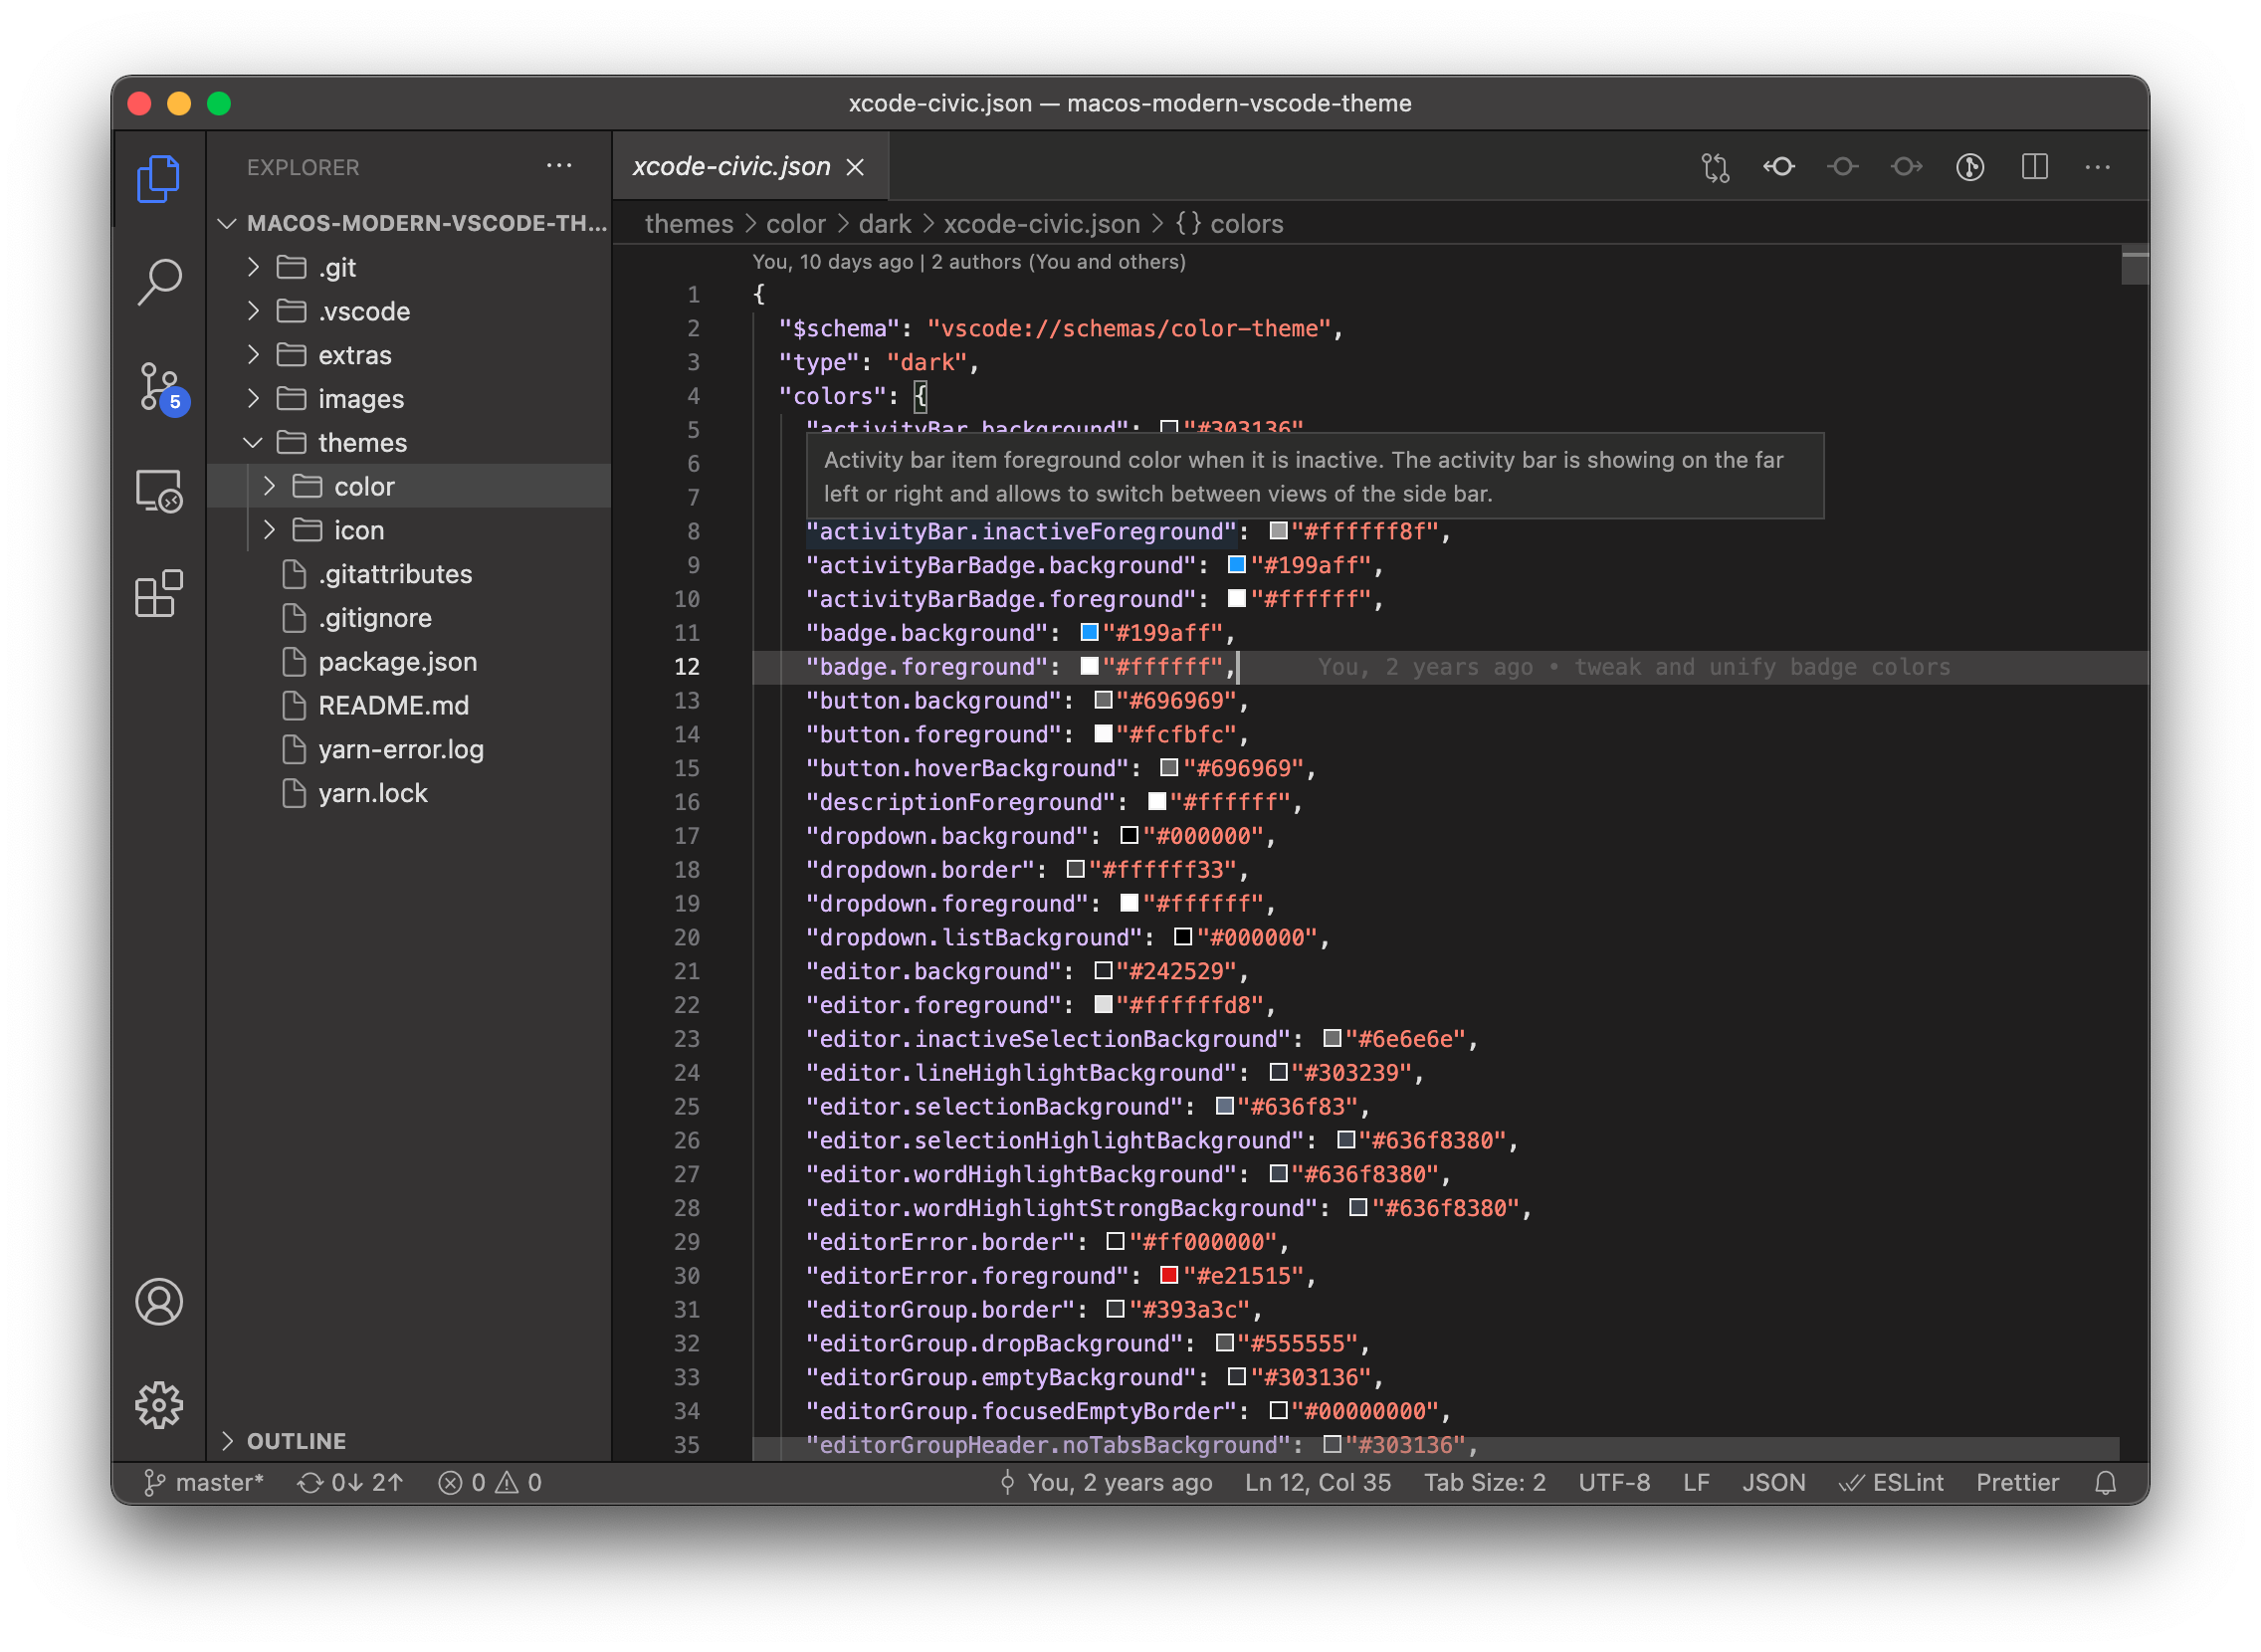 xcode-civic.json — macos-modern-vscode-theme
EXPLORER
MACOS-MODERN-VSCODE-TH...
.git
.vscode
extras
images
themes
color
icon
.gitattributes
.gitignore
package.json
README.md
yarn-error.log
yarn.lock
OUTLINE
5
xcode-civic.json
themes > color > dark > xcode-civic.json > {} colors
You, 10 days ago | 2 authors (You and others)
1 {
2 "$schema": "vscode://schemas/color-theme",
3 "type": "dark",
4 "colors": {
5 "activityBar.background": "#303136",
6
7
Activity bar item foreground color when it is inactive. The activity bar is showing on the far
left or right and allows to switch between views of the side bar.
8 "activityBar.inactiveForeground": "#ffffff8f",
9 "activityBarBadge.background": "#199aff",
10 "activityBarBadge.foreground": "#ffffff",
11 "badge.background": "#199aff",
12 "badge.foreground": "#ffffff", You, 2 years ago • tweak and unify badge colors
13 "button.background": "#696969",
14 "button.foreground": "#fcfbfc",
15 "button.hoverBackground": "#696969",
16 "descriptionForeground": "#ffffff",
17 "dropdown.background": "#000000",
18 "dropdown.border": "#ffffff33",
19 "dropdown.foreground": "#ffffff",
20 "dropdown.listBackground": "#000000",
21 "editor.background": "#242529",
22 "editor.foreground": "#ffffffd8",
23 "editor.inactiveSelectionBackground": "#6e6e6e",
24 "editor.lineHighlightBackground": "#303239",
25 "editor.selectionBackground": "#636f83",
26 "editor.selectionHighlightBackground": "#636f8380",
27 "editor.wordHighlightBackground": "#636f8380",
28 "editor.wordHighlightStrongBackground": "#636f8380",
29 "editorError.border": "#ff000000",
30 "editorError.foreground": "#e21515",
31 "editorGroup.border": "#393a3c",
32 "editorGroup.dropBackground": "#555555",
33 "editorGroup.emptyBackground": "#303136",
34 "editorGroup.focusedEmptyBorder": "#00000000",
35 "editorGroupHeader.noTabsBackground": "#303136",
master* 0↓ 2↑ 0 0 You, 2 years ago Ln 12, Col 35 Tab Size: 2 UTF-8 LF JSON ESLint Prettier